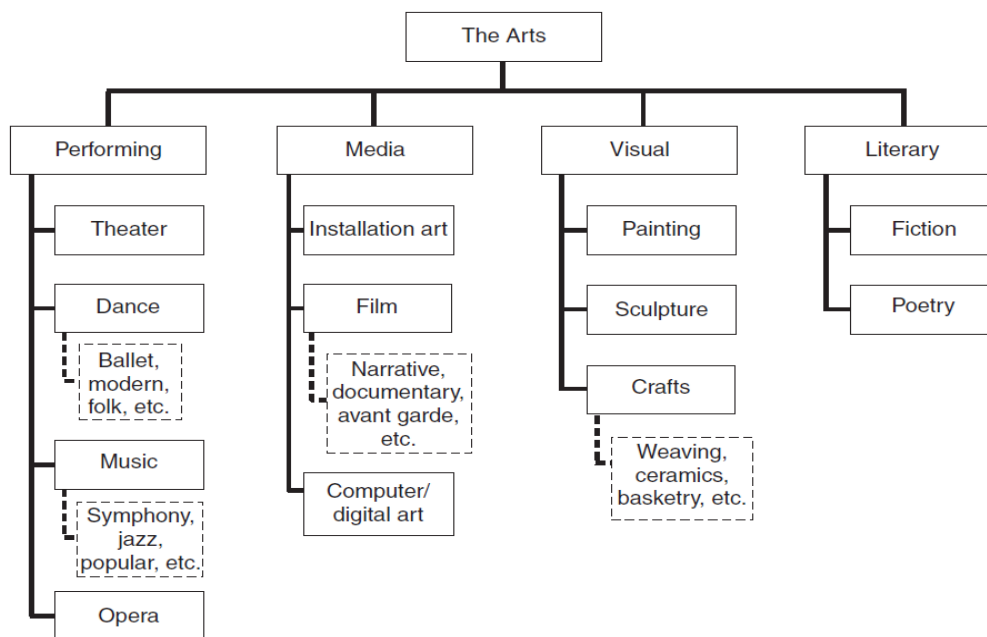 The Arts
Performing
Media
Visual
Literary
Theater
Installation art
Painting
Fiction
Dance
Film
Sculpture
Poetry
Ballet,
modern,
folk, etc.
Narrative,
documentary,
avant garde,
etc.
Crafts
Music
Weaving,
ceramics,
basketry, etc.
Computer/
digital art
Symphony,
jazz,
popular, etc.
Opera